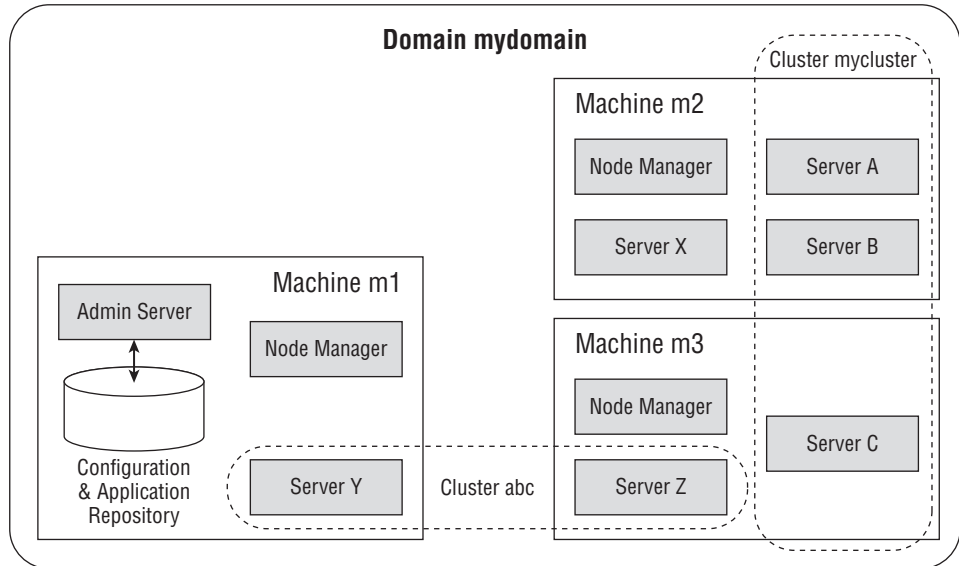 Domain mydomain
Cluster mycluster
Machine m2
Node Manager
Server A
Server X
Server B
Machine m1
Admin Server
Node Manager
Configuration
& Application
Repository
Server Y
Cluster abc
Machine m3
Node Manager
Server C
Server Z